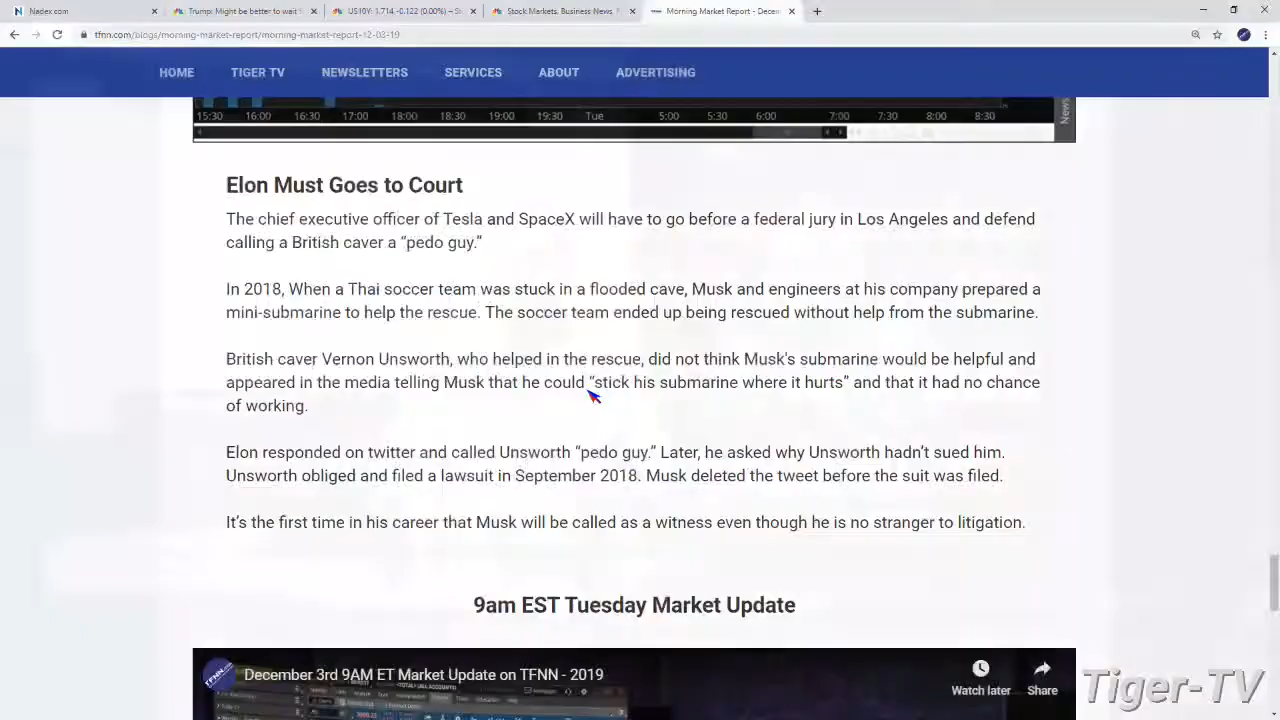 Nadex.com
Trump: Might be better to wait
US10Y: 1.714 -0.122 (0.00%)
Stock Markets, Business News,
Morning Market Report - Decem
tfnn.com/blogs/morning-market-report/morning-market-report-12-03-19
HOME TIGER TV NEWSLETTERS SERVICES ABOUT ADVERTISING
15:30 16:00 16:30 17:00 18:00 18:30 19:00 19:30 Tue 5:00 5:30 6:00 7:00 7:30 8:00 8:30
News
Elon Must Goes to Court
The chief executive officer of Tesla and SpaceX will have to go before a federal jury in Los Angeles and defend
calling a British caver a “pedo guy.”
In 2018, When a Thai soccer team was stuck in a flooded cave, Musk and engineers at his company prepared a
mini-submarine to help the rescue. The soccer team ended up being rescued without help from the submarine.
British caver Vernon Unsworth, who helped in the rescue, did not think Musk's submarine would be helpful and
appeared in the media telling Musk that he could “stick his submarine where it hurts” and that it had no chance
of working.
Elon responded on twitter and called Unsworth “pedo guy.” Later, he asked why Unsworth hadn’t sued him.
Unsworth obliged and filed a lawsuit in September 2018. Musk deleted the tweet before the suit was filed.
It’s the first time in his career that Musk will be called as a witness even though he is no stranger to litigation.
9am EST Tuesday Market Update
TFNN.com
December 3rd 9AM ET Market Update on TFNN - 2019
Watch later Share
Tiger-TV